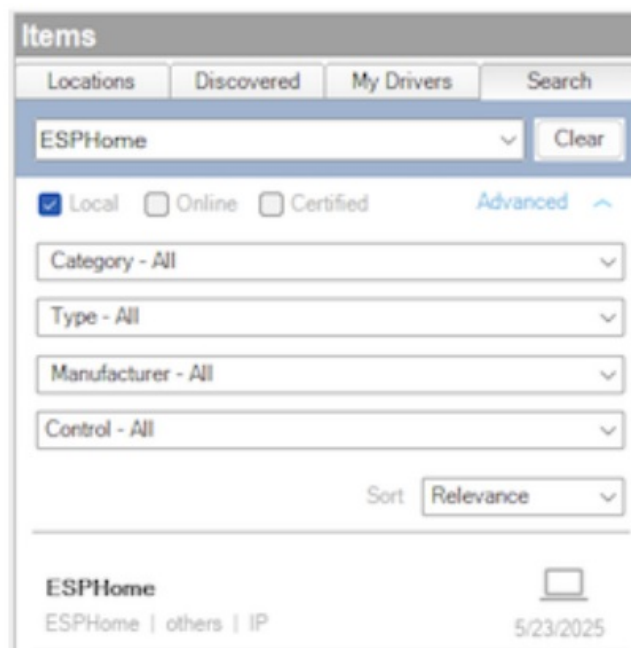 Items
Locations Discovered My Drivers Search
ESPHome Clear
Local Online Certified Advanced
Category - All
Type - All
Manufacturer - All
Control - All
Sort Relevance
ESPHome
ESPHome | others | IP 5/23/2025